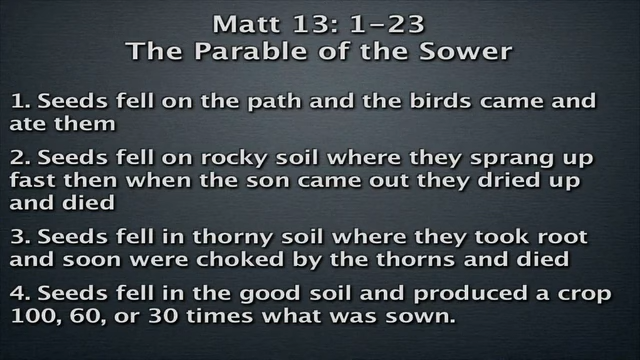 Matt 13: 1-23
The Parable of the Sower
1. Seeds fell on the path and the birds came and
ate them
2. Seeds fell on rocky soil where they sprang up
fast then when the son came out they dried up
and died
3. Seeds fell in thorny soil where they took root
and soon were choked by the thorns and died
4. Seeds fell in the good soil and produced a crop
100, 60, or 30 times what was sown.